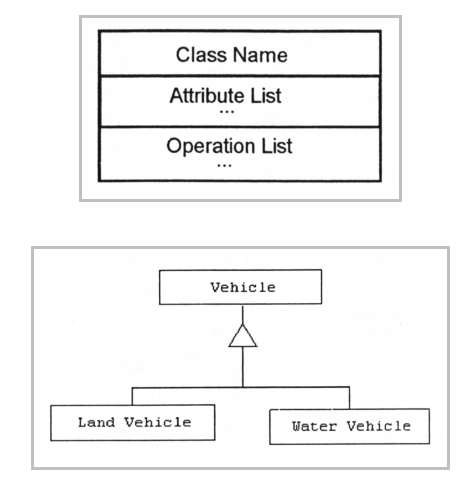 Class Name
Attribute List
...
Operation List
...
Vehicle
Land Vehicle
Water Vehicle